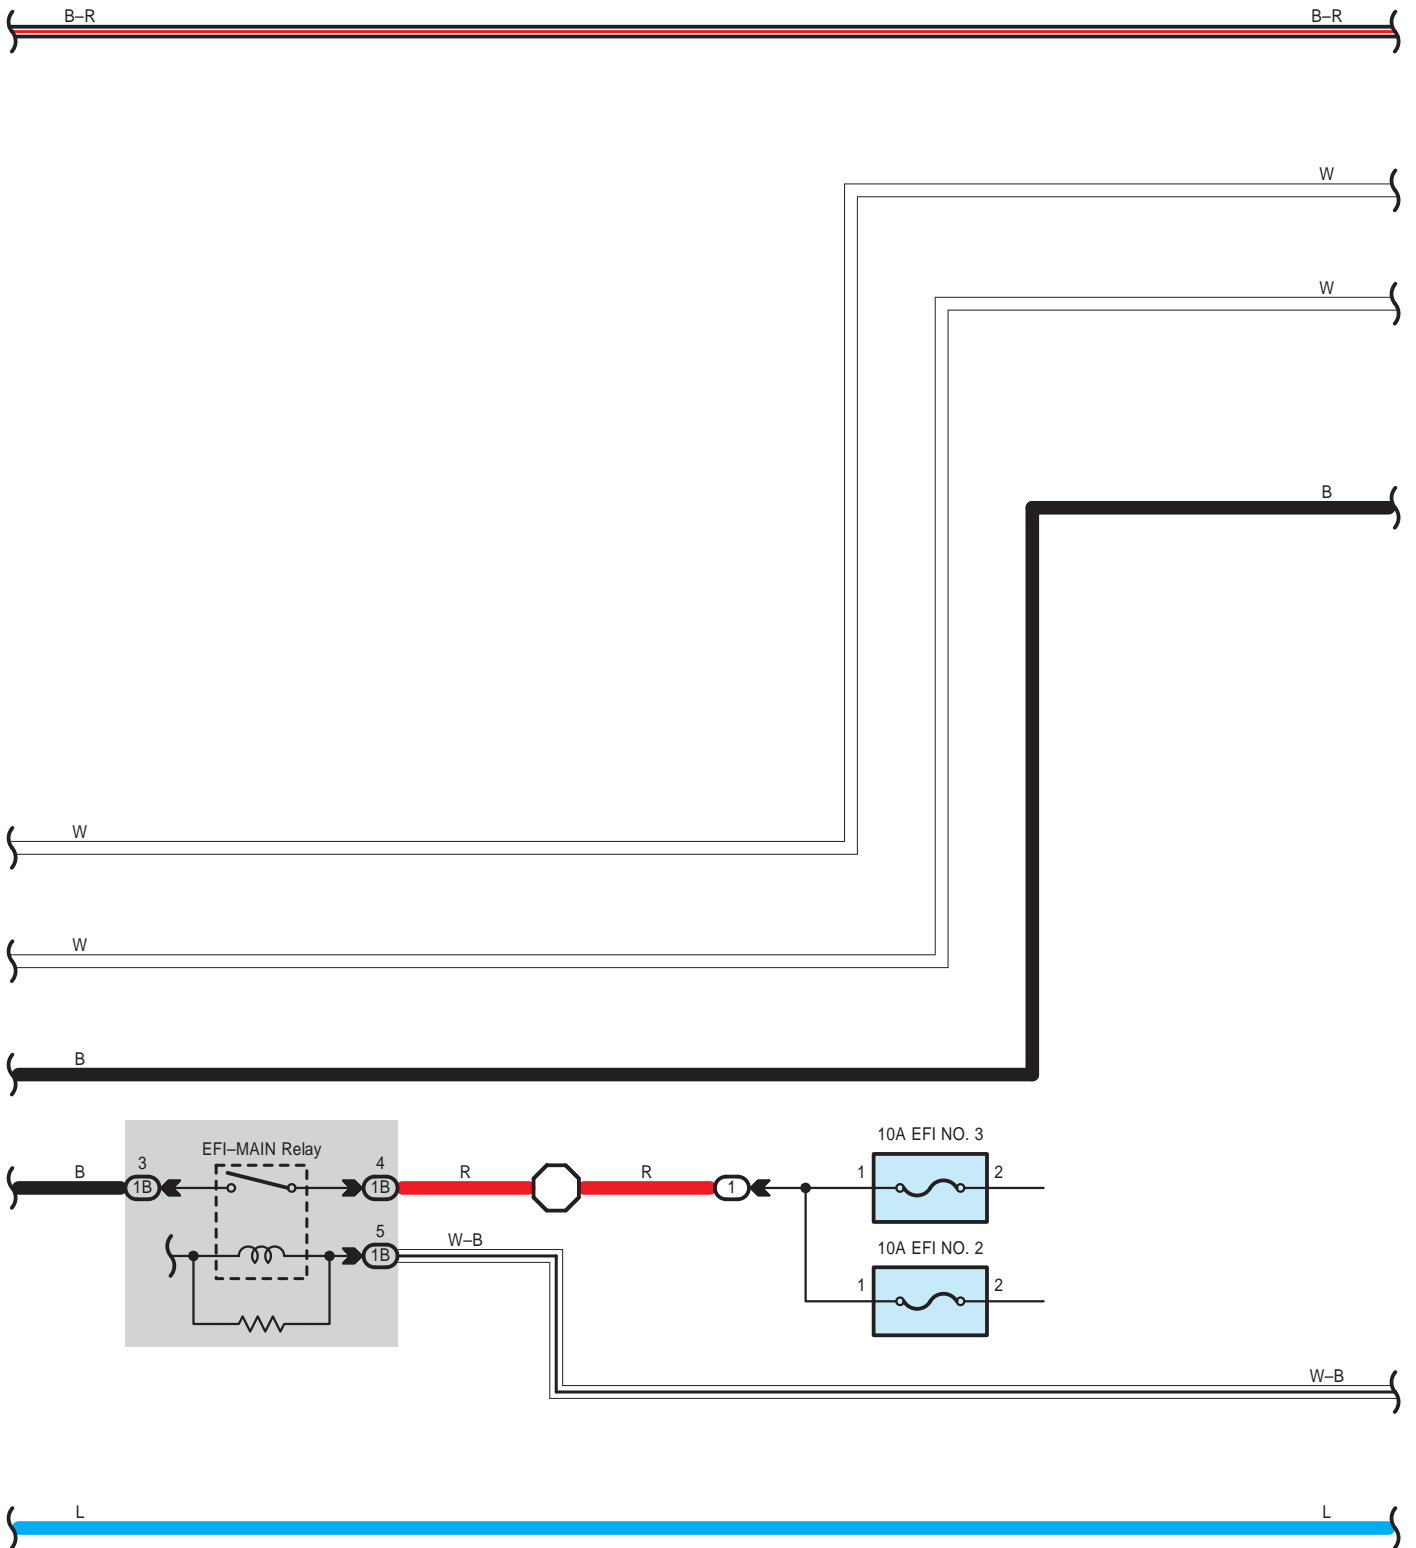 B–R B–R
W
W
B
W
W
B
10A EFI NO. 3
EFI–MAIN Relay
B 3 4 R R 1 2
1B 1B 1
5
W–B
1B
10A EFI NO. 2
1 2
W–B
L L